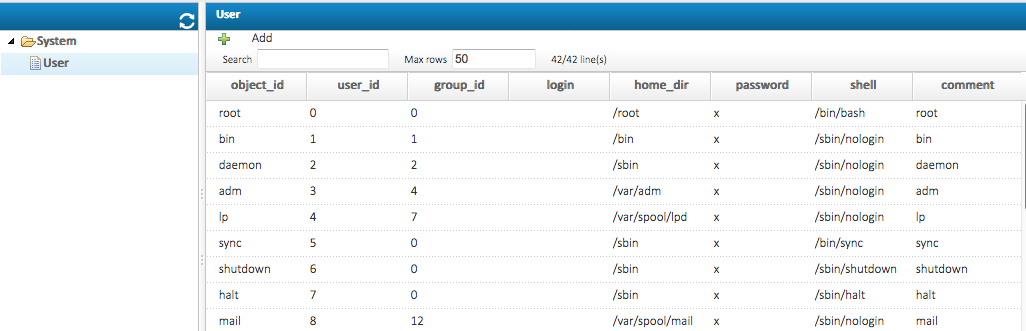 User
System
Add
User
Search Max rows 50 42/42 line(s)
object_id user_id group_id login home_dir password shell comment
root 0 0 /root x /bin/bash root
bin 1 1 /bin x /sbin/nologin bin
daemon 2 2 /sbin x /sbin/nologin daemon
adm 3 4 /var/adm x /sbin/nologin adm
lp 4 7 /var/spool/lpd x /sbin/nologin lp
sync 5 0 /sbin x /bin/sync sync
shutdown 6 0 /sbin x /sbin/shutdown shutdown
halt 7 0 /sbin x /sbin/halt halt
mail 8 12 /var/spool/mail x /sbin/nologin mail